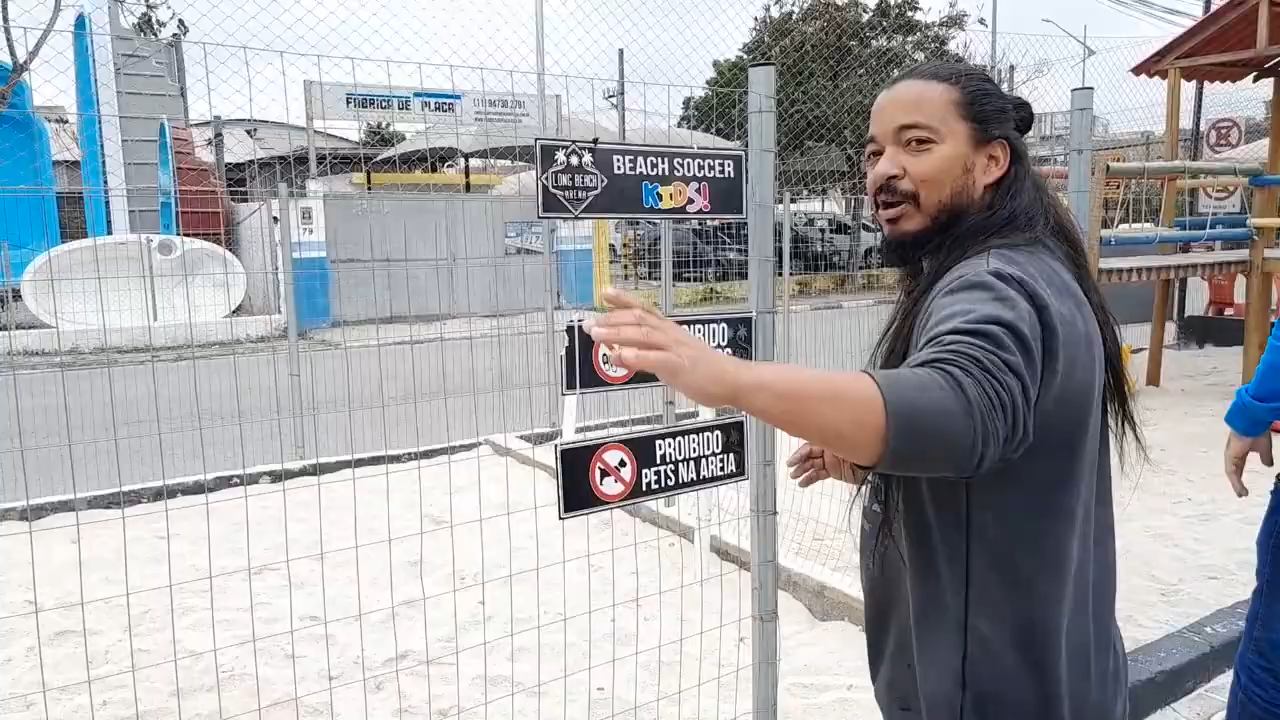 FABRICA DE PLACA
(11) 94730.2791
LONG BEACH
ARENA
BEACH SOCCER
KIDS!
PROIBIDO
PROIBIDO
PETS NA AREIA